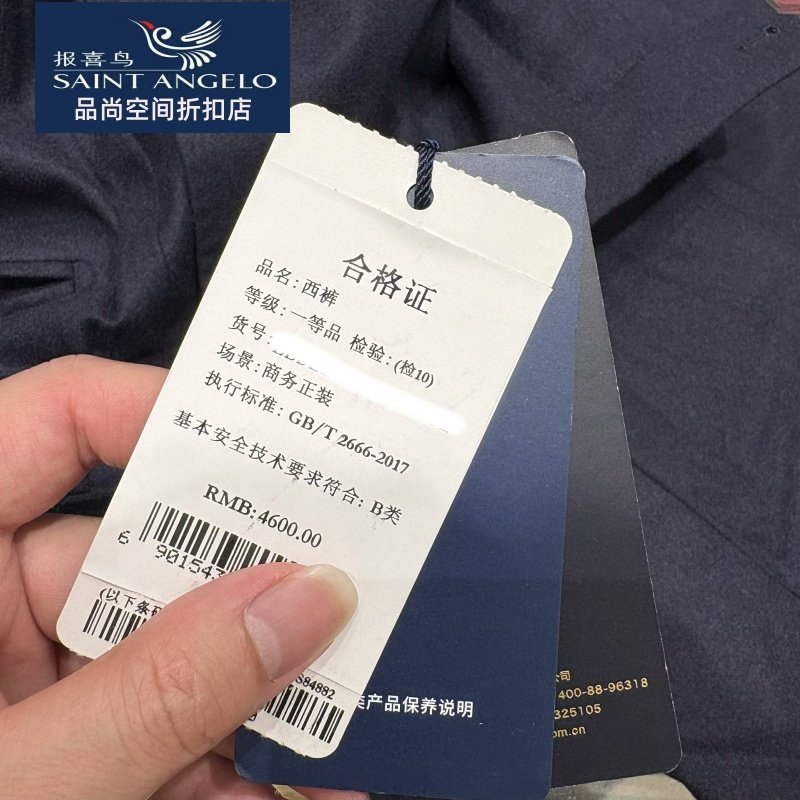 报喜鸟
SAINT ANGELO
品尚空间折扣店
合格证
品名: 西裤
等级: 一等品 检验: (检10)
货号:
场景: 商务正装
执行标准: GB/T 2666-2017
基本安全技术要求符合: B类
RMB: 4600.00
6 901543
(以下条码
S84882
类产品保养说明
公司
400-88-96318
325105
om.cn